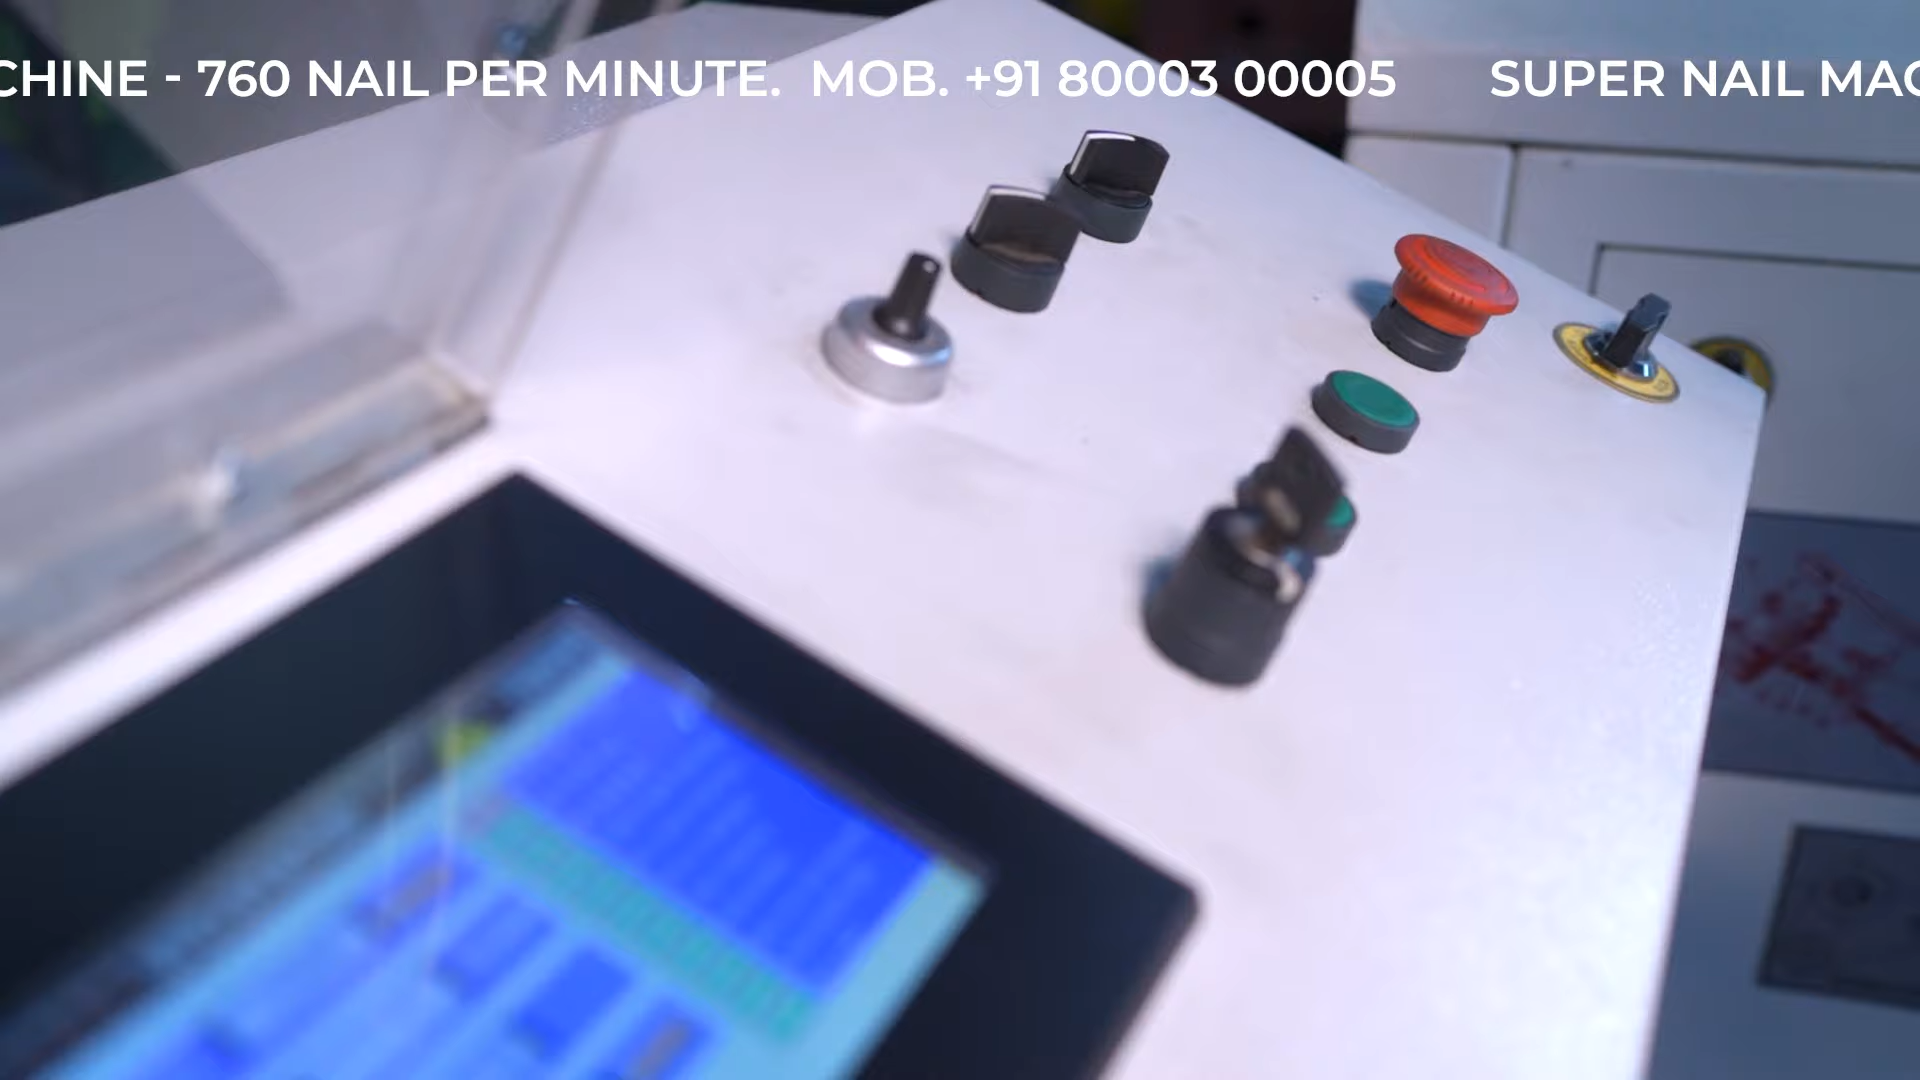 CHINE - 760 NAIL PER MINUTE. MOB. +91 80003 00005 SUPER NAIL MAC